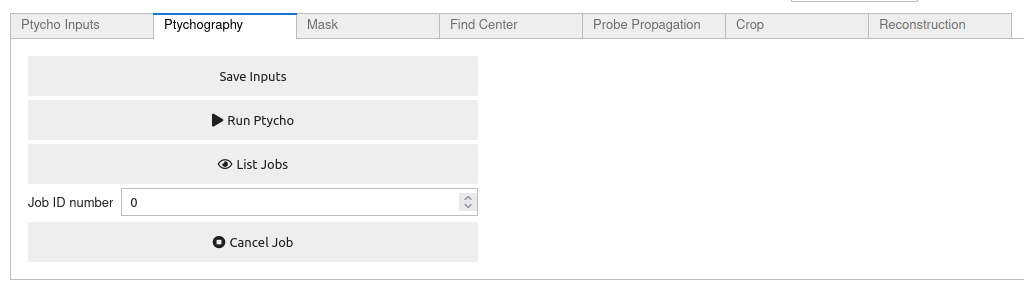 Ptycho Inputs Ptychography Mask Find Center Probe Propagation Crop Reconstruction
Save Inputs
Run Ptycho
List Jobs
Job ID number 0
Cancel Job